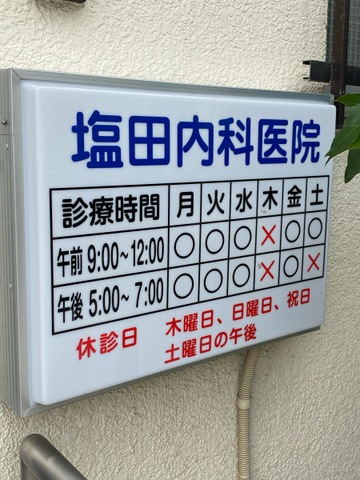 塩田内科医院
診療時間 月 火 水 木 金 土
午前 9:00~12:00 ○ ○ ○ × ○ ○
午後 5:00~7:00 ○ ○ ○ × ○ ×
休診日 木曜日、日曜日、祝日
土曜日の午後